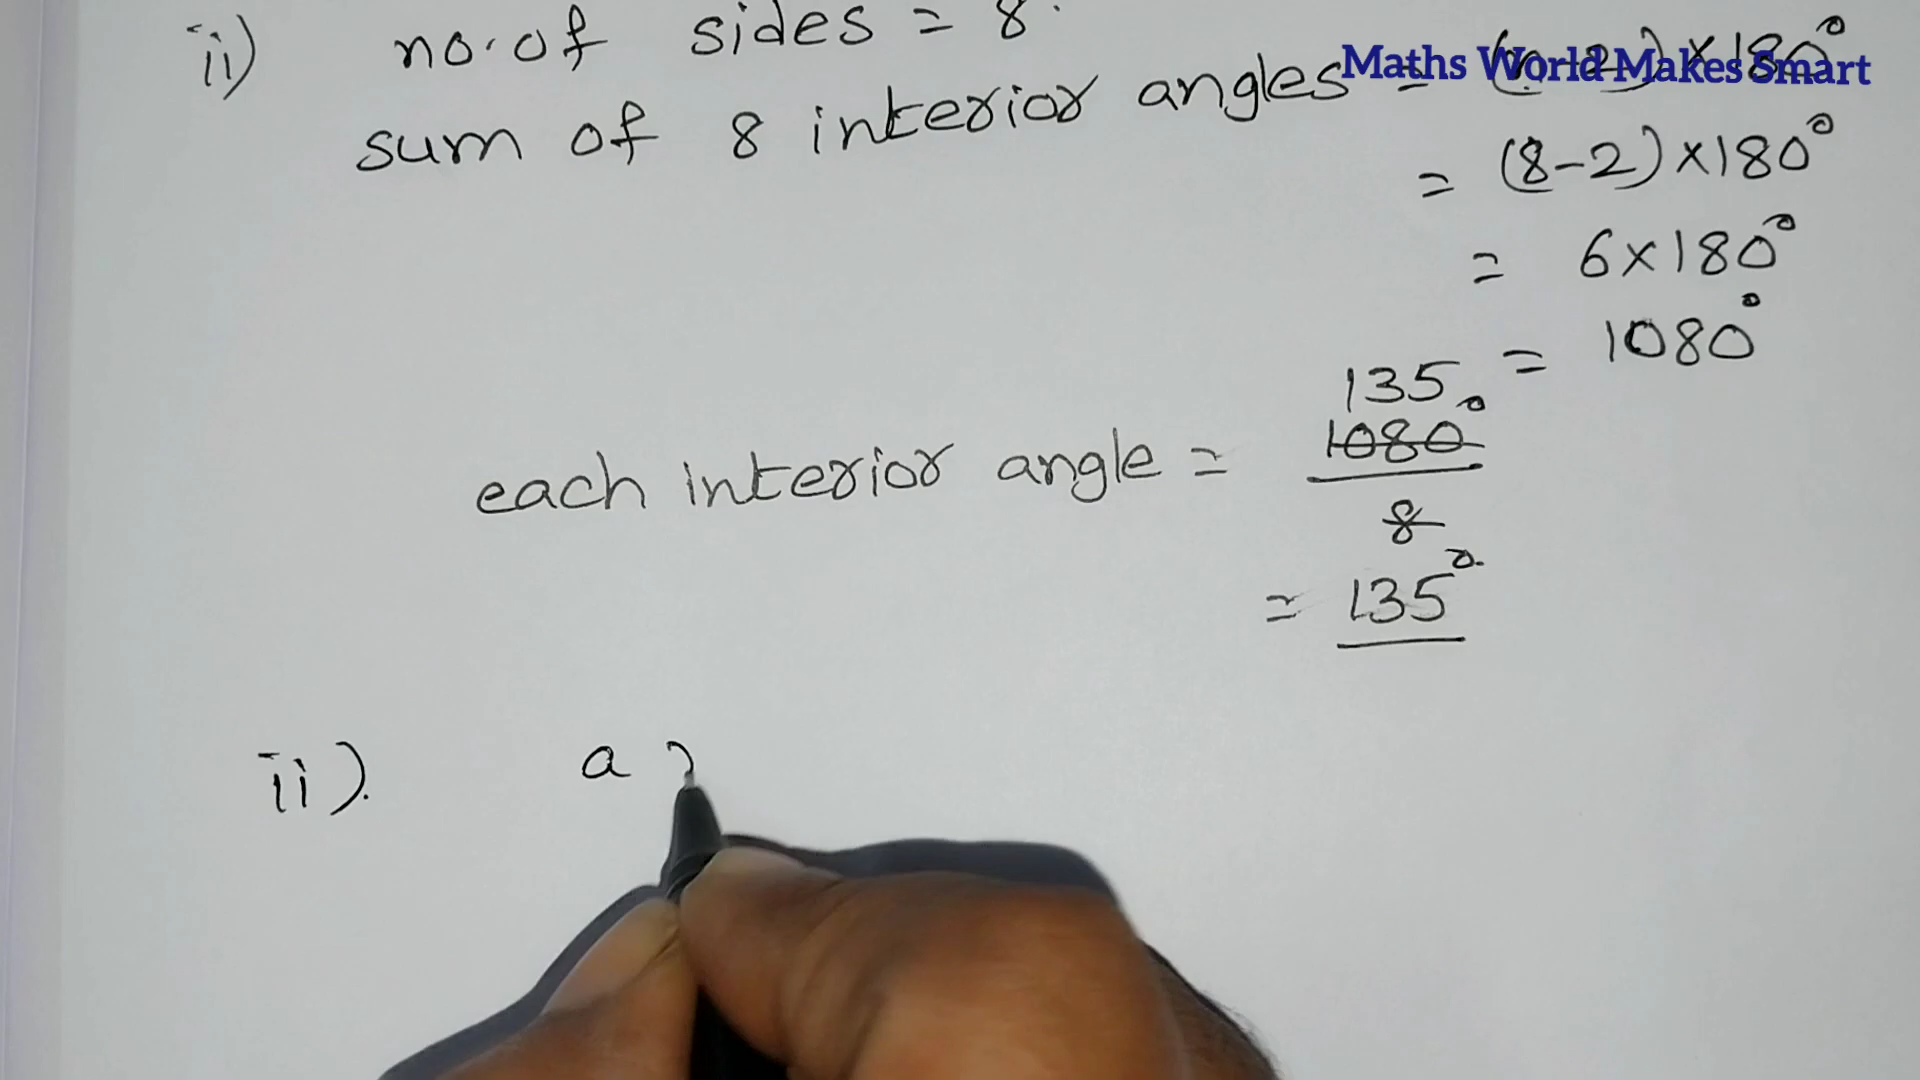 ii) no. of sides = 8.
sum of 8 interior angles = (n-2)×180°
Maths World Makes Smart
= (8-2)×180°
= 6×180°
= 1080°
135
each interior angle = 1080°
8
= 135°.
ii). a